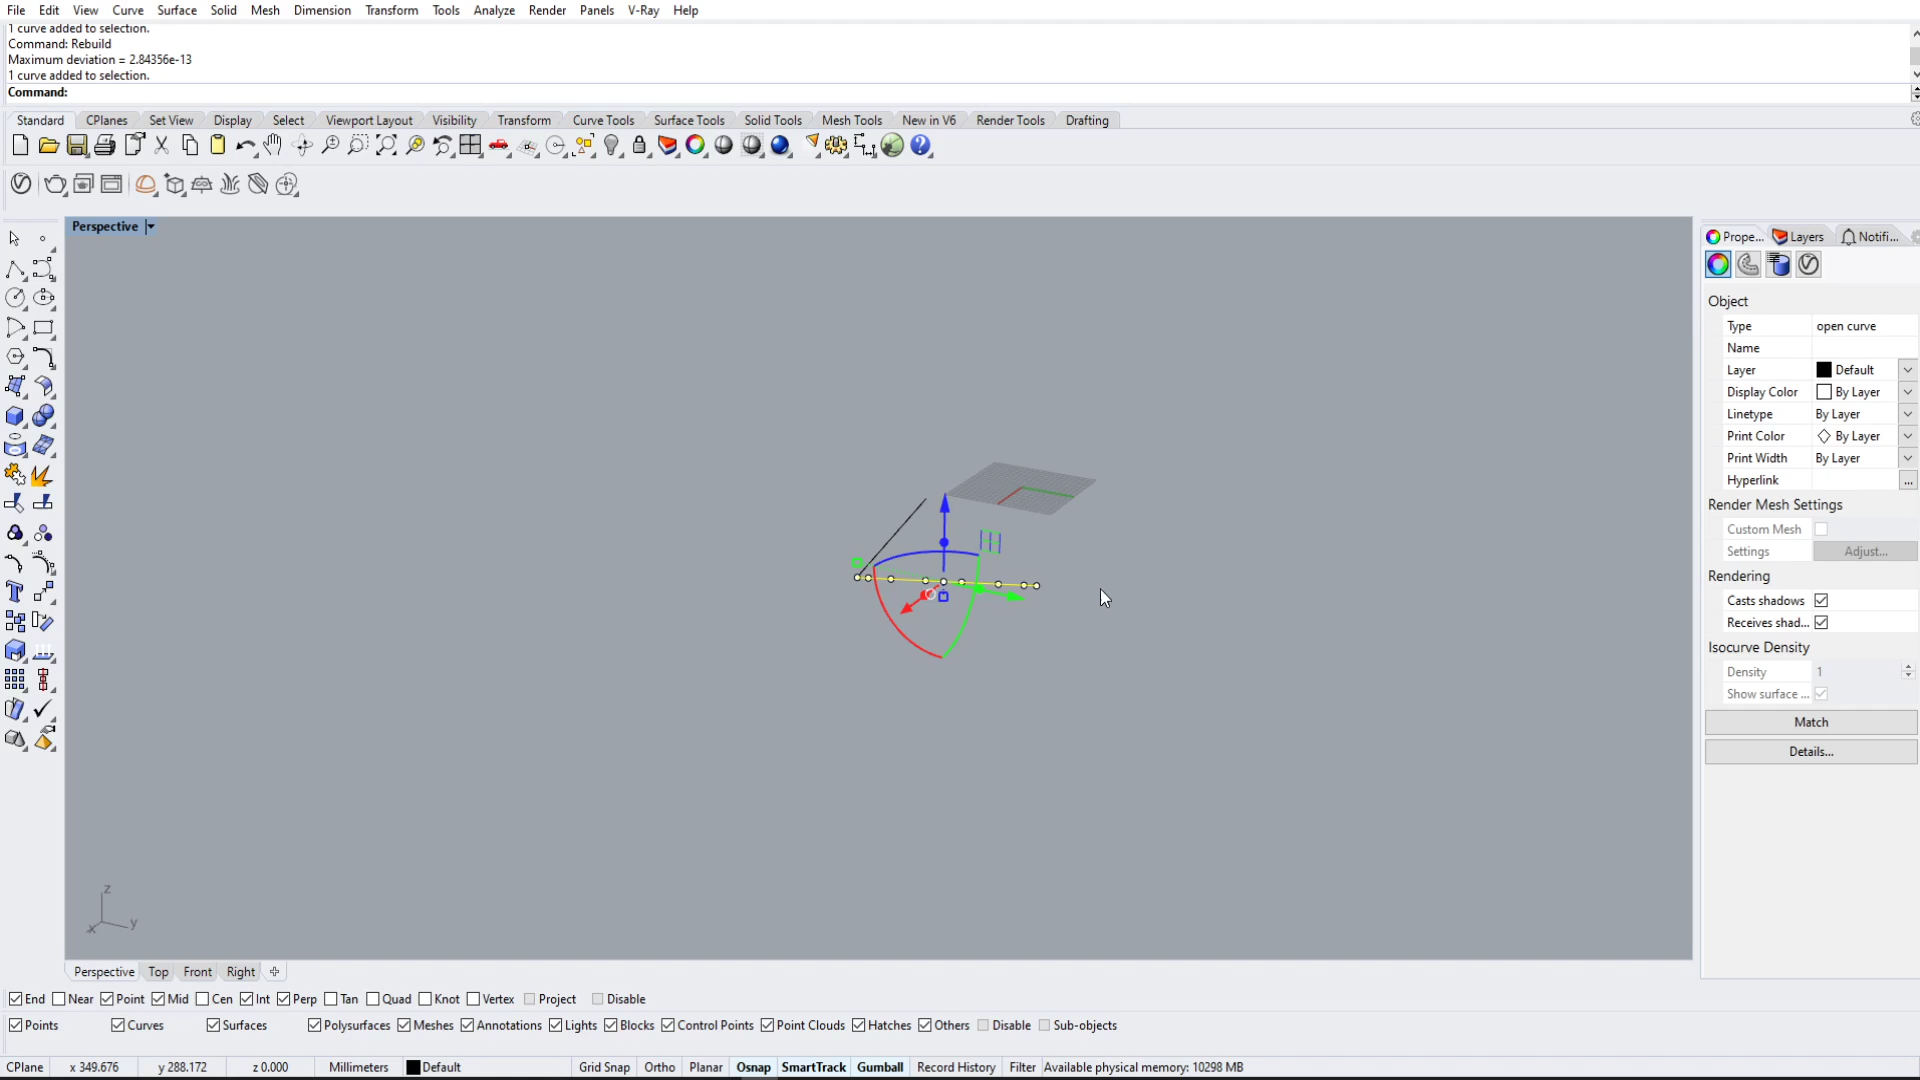 File Edit View Curve Surface Solid Mesh Dimension Transform Tools Analyze Render Panels V-Ray Help
1 curve added to selection.
Command: Rebuild
Maximum deviation = 2.84356e-13
1 curve added to selection.
Command:
Standard CPlanes Set View Display Select Viewport Layout Visibility Transform Curve Tools Surface Tools Solid Tools Mesh Tools New in V6 Render Tools Drafting
Perspective
Prope... Layers Notifi...
Object
Type open curve
Name
Layer Default
Display Color By Layer
Linetype By Layer
Print Color By Layer
Print Width By Layer
Hyperlink ...
Render Mesh Settings
Custom Mesh
Settings Adjust...
Rendering
Casts shadows
Receives shad...
Isocurve Density
Density 1
Show surface ...
Match
Details...
z
x y
Perspective Top Front Right
End Near Point Mid Cen Int Perp Tan Quad Knot Vertex Project Disable
Points Curves Surfaces Polysurfaces Meshes Annotations Lights Blocks Control Points Point Clouds Hatches Others Disable Sub-objects
CPlane x 349.676 y 288.172 z 0.000 Millimeters Default Grid Snap Ortho Planar Osnap SmartTrack Gumball Record History Filter Available physical memory: 10298 MB